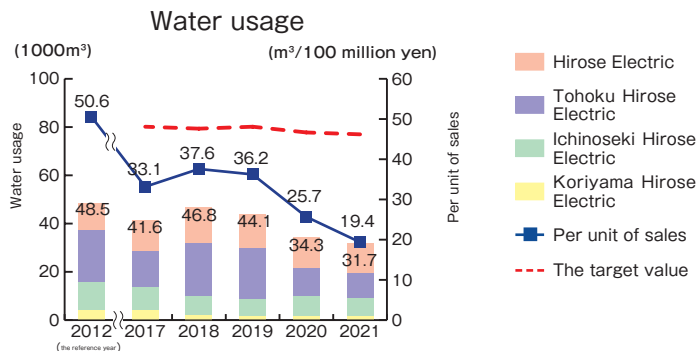 Water usage
(1000m³)
(m³/100 million yen)
100
80
60
40
20
0
Water usage
60
50
40
30
20
10
0
Per unit of sales
50.6
33.1
37.6
36.2
25.7
19.4
48.5
41.6
46.8
44.1
34.3
31.7
2012
2017
2018
2019
2020
2021
(the reference year)
Hirose Electric
Tohoku Hirose
Electric
Ichinoseki Hirose
Electric
Koriyama Hirose
Electric
Per unit of sales
The target value